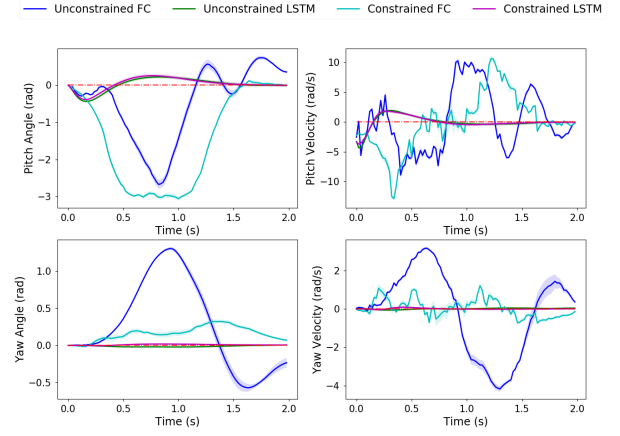 Unconstrained FC Unconstrained LSTM Constrained FC Constrained LSTM
Pitch Angle (rad)
0
−1
−2
−3
0.0 0.5 1.0 1.5 2.0
Time (s)
Pitch Velocity (rad/s)
10
5
0
−5
−10
0.0 0.5 1.0 1.5 2.0
Time (s)
Yaw Angle (rad)
1.0
0.5
0.0
−0.5
0.0 0.5 1.0 1.5 2.0
Time (s)
Yaw Velocity (rad/s)
2
0
−2
−4
0.0 0.5 1.0 1.5 2.0
Time (s)